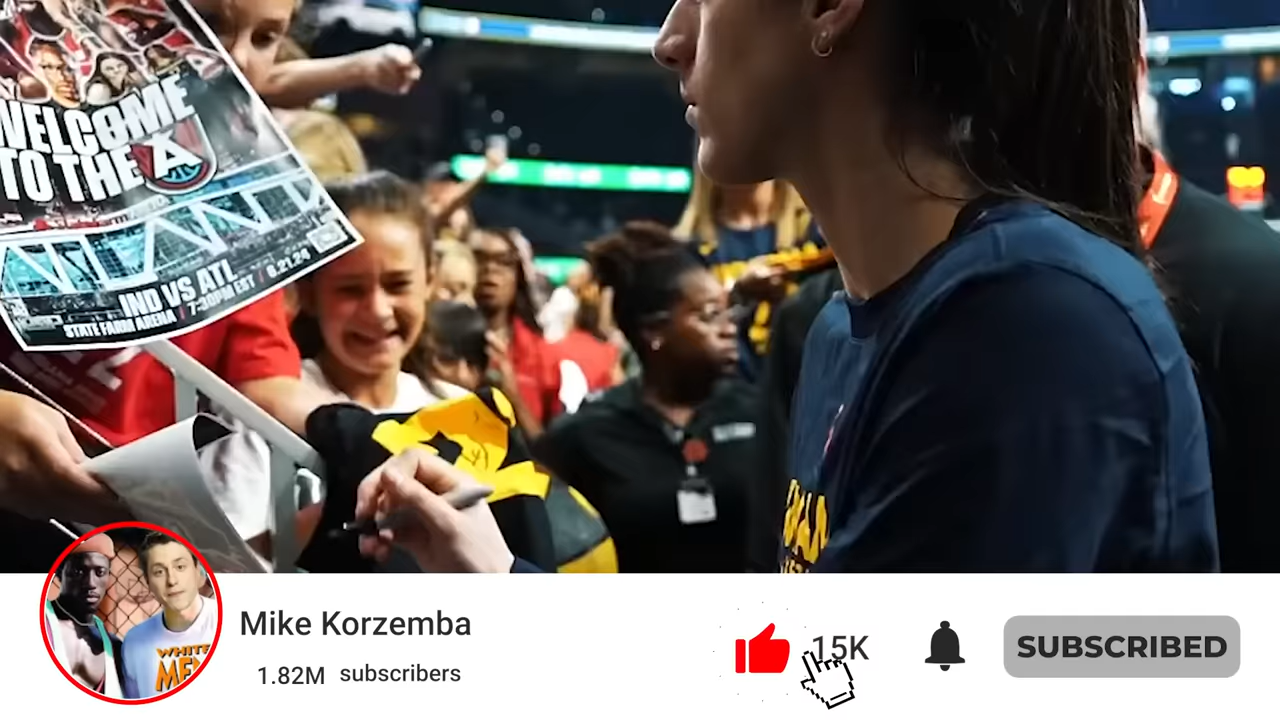 WELCOME
TO THE A
IND VS ATL
STATE FARM ARENA / 7:30PM EST / 6.21.24
WHITE
Mike Korzemba
1.82M subscribers
15K
SUBSCRIBED